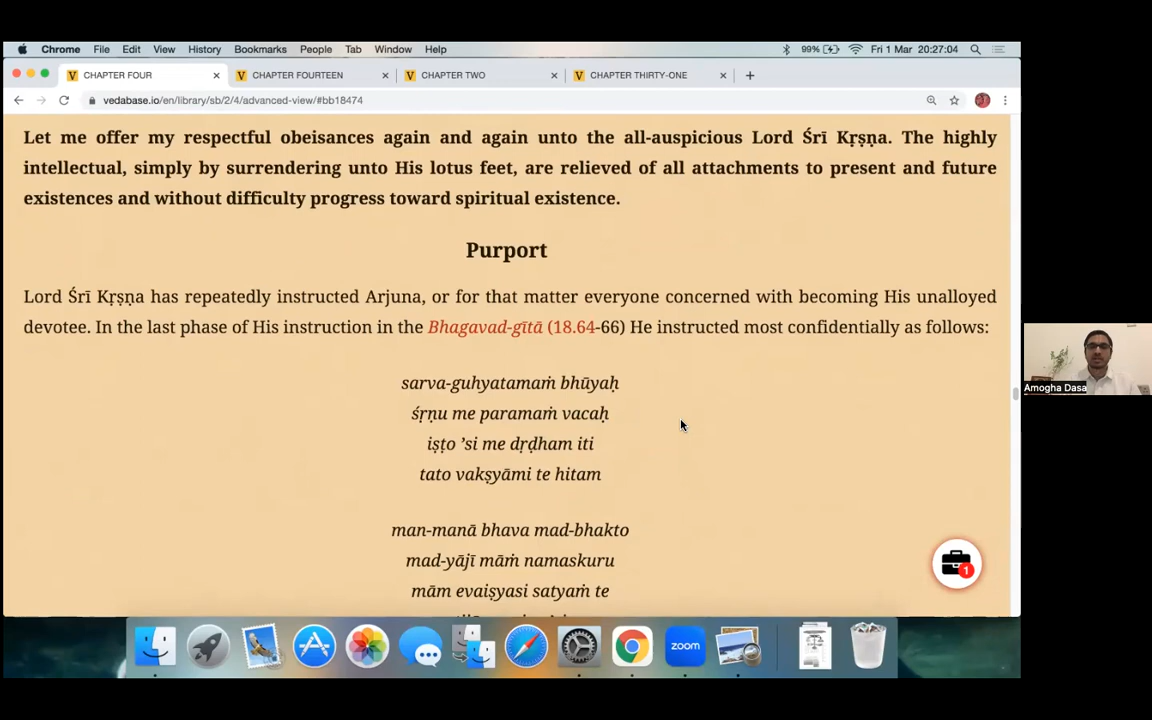 Chrome File Edit View History Bookmarks People Tab Window Help 99% Fri 1 Mar 20:27:04
CHAPTER FOUR CHAPTER FOURTEEN CHAPTER TWO CHAPTER THIRTY-ONE
vedabase.io/en/library/sb/2/4/advanced-view/#bb18474
Let me offer my respectful obeisances again and again unto the all-auspicious Lord Śrī Kṛṣṇa. The highly
intellectual, simply by surrendering unto His lotus feet, are relieved of all attachments to present and future
existences and without difficulty progress toward spiritual existence.
Purport
Lord Śrī Kṛṣṇa has repeatedly instructed Arjuna, or for that matter everyone concerned with becoming His unalloyed
devotee. In the last phase of His instruction in the Bhagavad-gītā (18.64-66) He instructed most confidentially as follows:
sarva-guhyatamaṁ bhūyaḥ
śṛṇu me paramaṁ vacaḥ
iṣṭo ’si me dṛḍham iti
tato vakṣyāmi te hitam
man-manā bhava mad-bhakto
mad-yājī māṁ namaskuru
mām evaiṣyasi satyaṁ te
1
Amogha Dasa
zoom